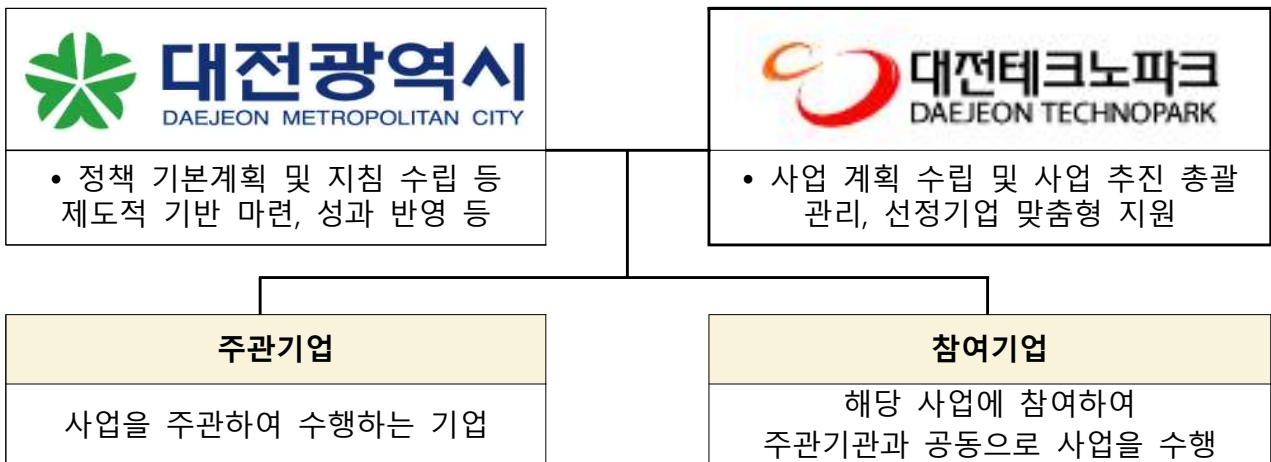 대전광역시
DAEJEON METROPOLITAN CITY
• 정책 기본계획 및 지침 수립 등
제도적 기반 마련, 성과 반영 등
대전테크노파크
DAEJEON TECHNOPARK
• 사업 계획 수립 및 사업 추진 총괄
관리, 선정기업 맞춤형 지원
주관기업
사업을 주관하여 수행하는 기업
참여기업
해당 사업에 참여하여
주관기관과 공동으로 사업을 수행